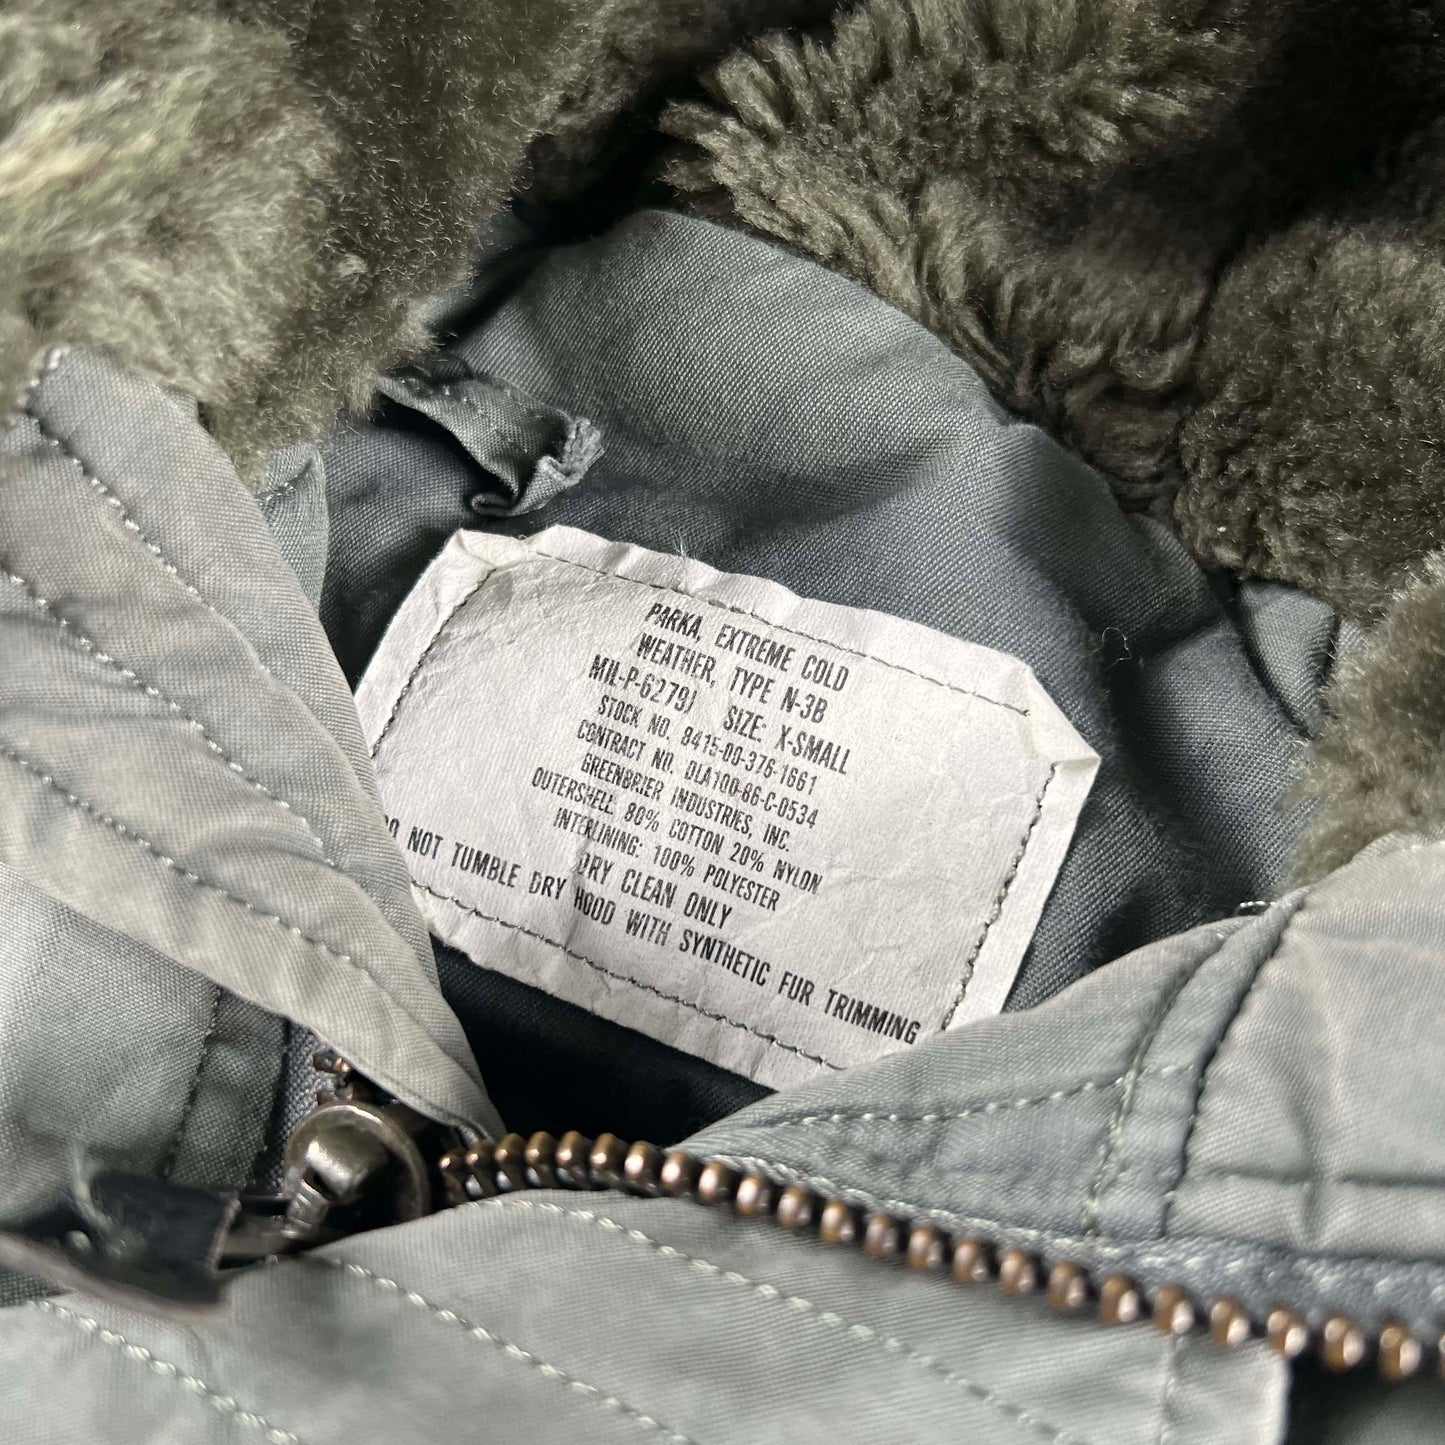 PARKA, EXTREME COLD
WEATHER, TYPE N-3B
MIL-P-6279J SIZE: X-SMALL
STOCK NO. 8415-00-376-1661
CONTRACT NO. DLA100-86-C-0534
GREENBRIER INDUSTRIES, INC.
OUTERSHELL: 80% COTTON 20% NYLON
INTERLINING: 100% POLYESTER
DRY CLEAN ONLY
DO NOT TUMBLE DRY HOOD WITH SYNTHETIC FUR TRIMMING